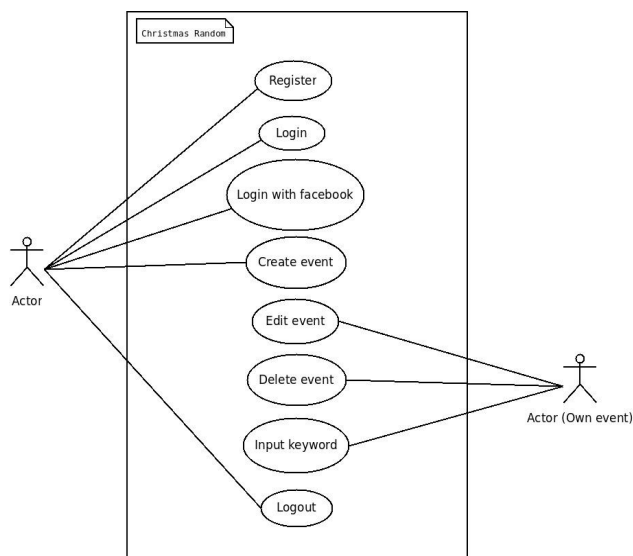 Christmas Random
Register
Login
Login with facebook
Create event
Actor
Edit event
Delete event
Actor (Own event)
Input keyword
Logout